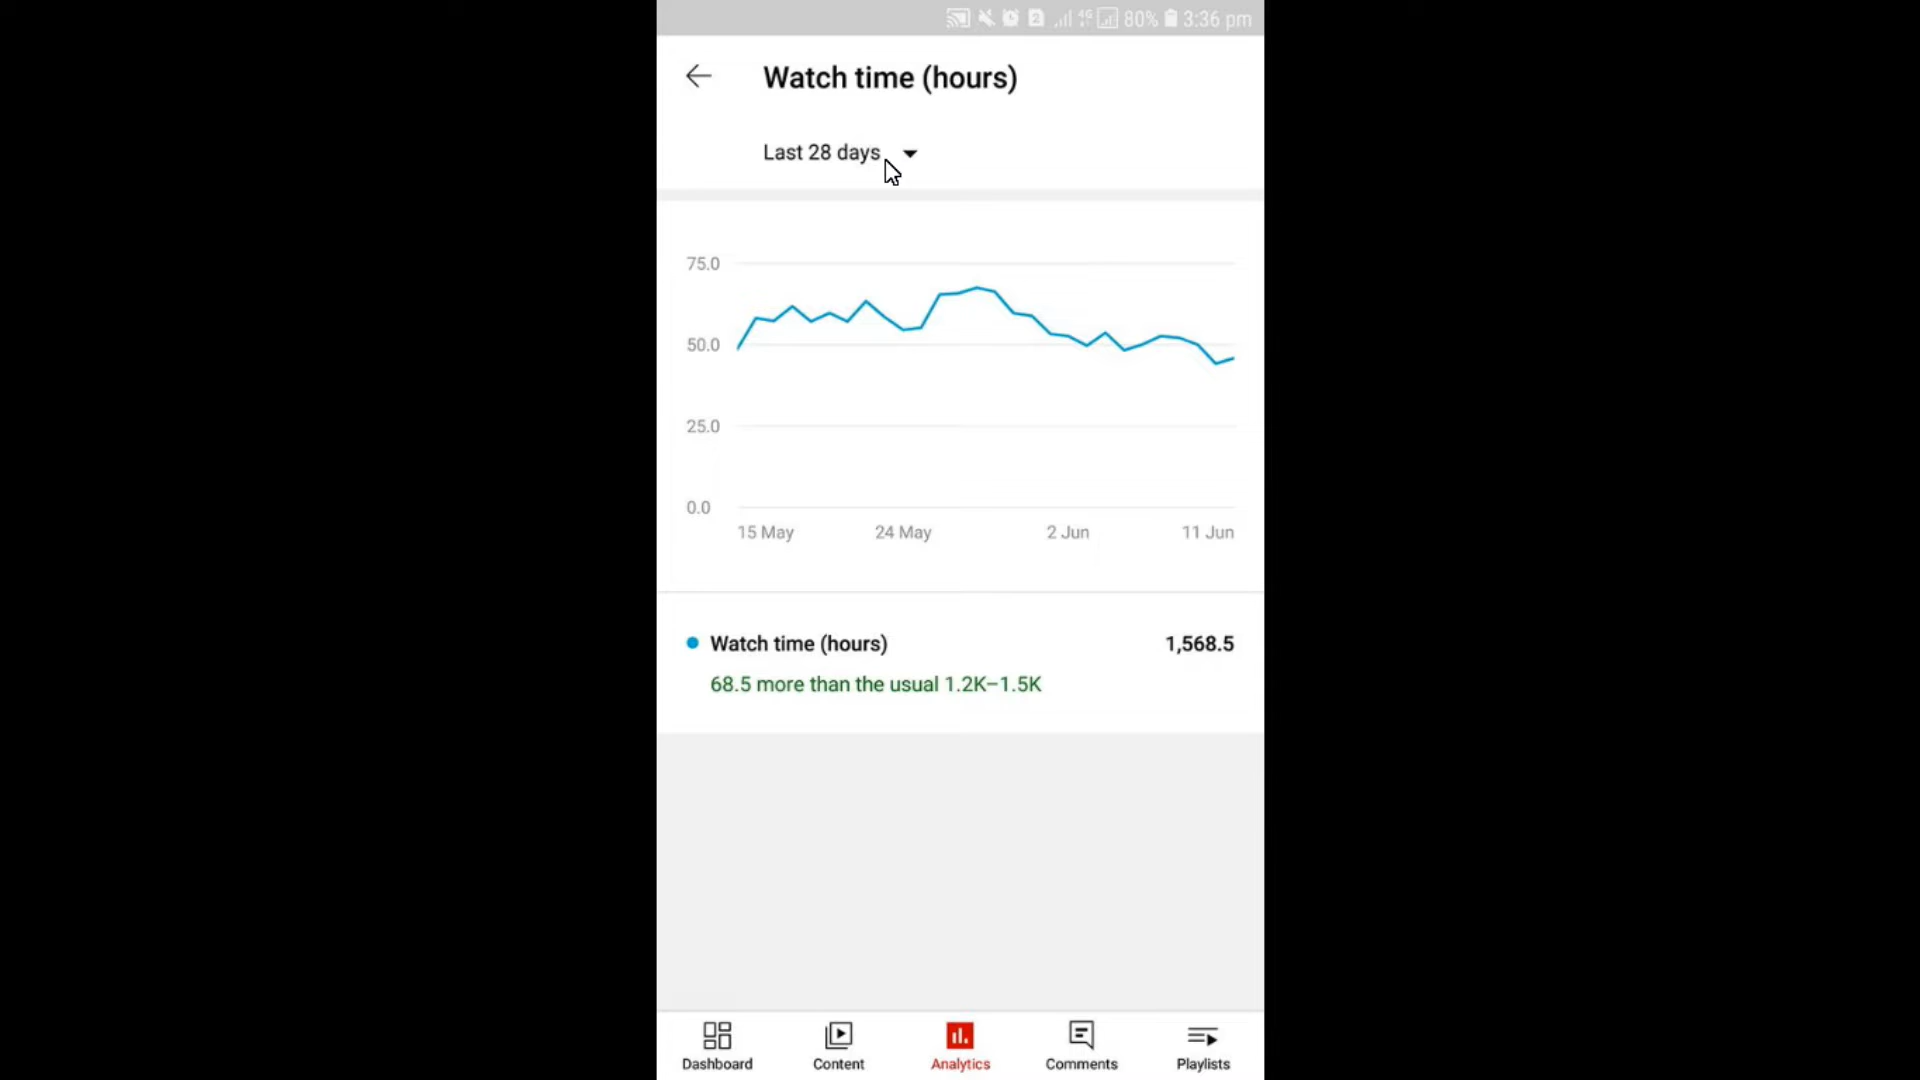 4G 80% 3:36 pm
Watch time (hours)
Last 28 days
75.0
50.0
25.0
0.0
15 May 24 May 2 Jun 11 Jun
Watch time (hours) 1,568.5
68.5 more than the usual 1.2K–1.5K
Dashboard Content Analytics Comments Playlists